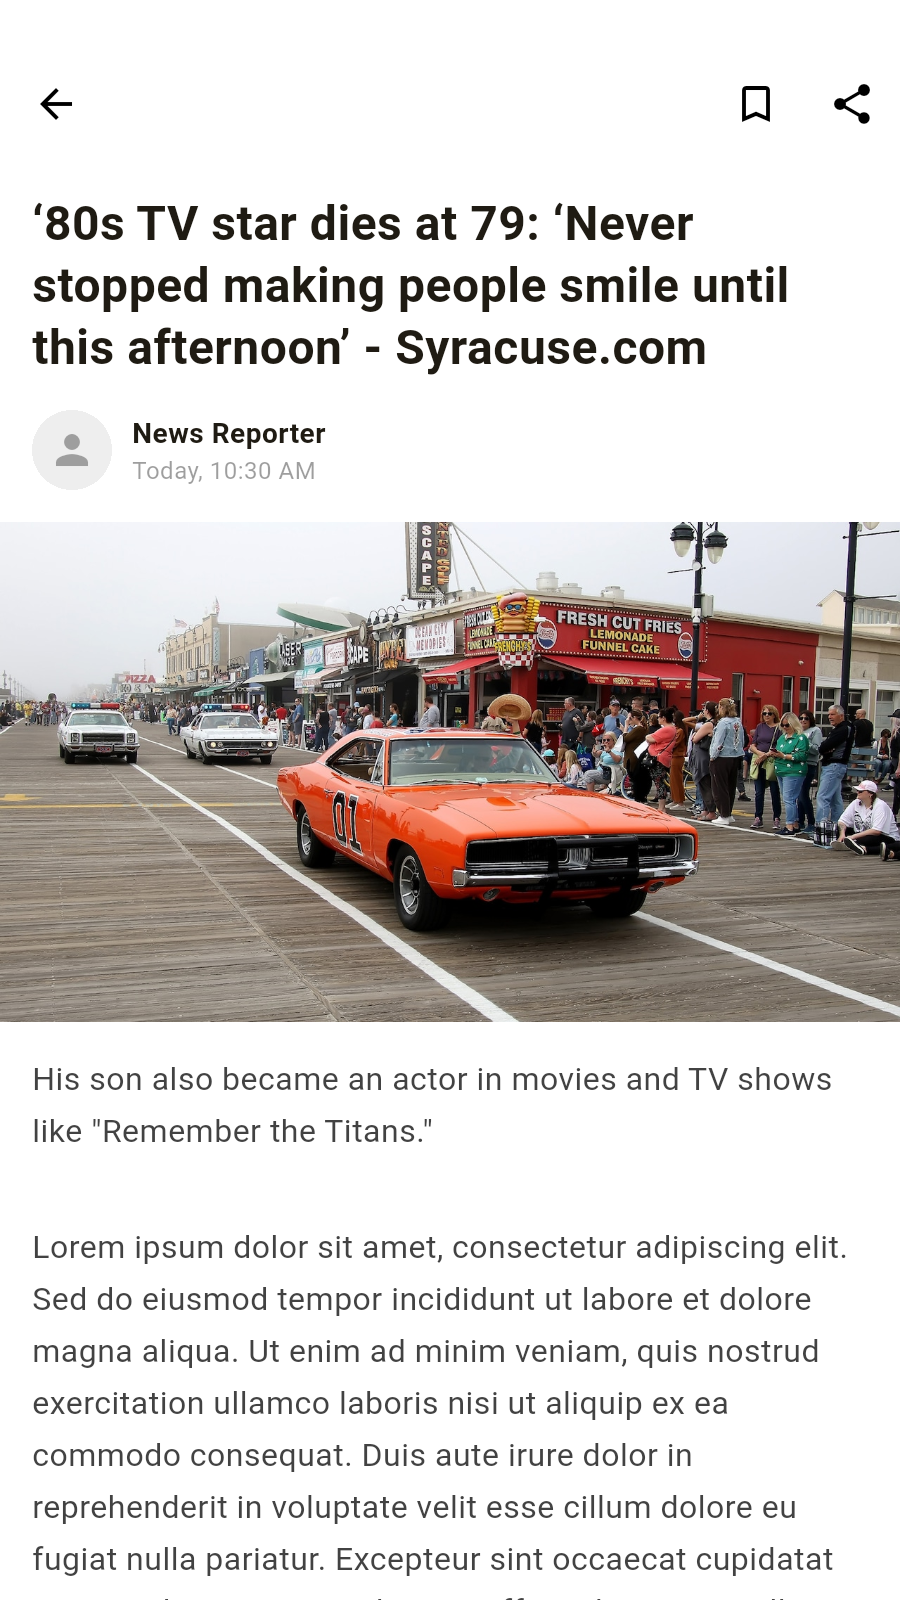 ‘80s TV star dies at 79: ‘Never
stopped making people smile until
this afternoon’ - Syracuse.com
News Reporter
Today, 10:30 AM
SCAPE
FRESH CUT FRIES
LEMONADE
FUNNEL CAKE
OCEAN CITY
MEMORIES
PIZZA
01
His son also became an actor in movies and TV shows
like "Remember the Titans."
Lorem ipsum dolor sit amet, consectetur adipiscing elit.
Sed do eiusmod tempor incididunt ut labore et dolore
magna aliqua. Ut enim ad minim veniam, quis nostrud
exercitation ullamco laboris nisi ut aliquip ex ea
commodo consequat. Duis aute irure dolor in
reprehenderit in voluptate velit esse cillum dolore eu
fugiat nulla pariatur. Excepteur sint occaecat cupidatat